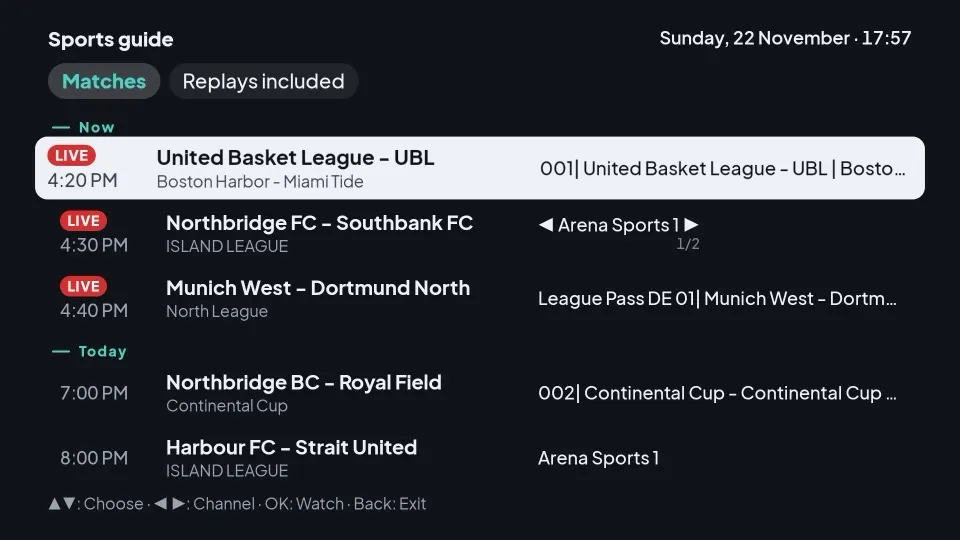 Sports guide
Sunday, 22 November · 17:57
Matches
Replays included
— Now
LIVE
4:20 PM
United Basket League – UBL
Boston Harbor - Miami Tide
001| United Basket League - UBL | Bosto...
LIVE
4:30 PM
Northbridge FC – Southbank FC
ISLAND LEAGUE
◀ Arena Sports 1 ▶
1/2
LIVE
4:40 PM
Munich West – Dortmund North
North League
League Pass DE 01| Munich West - Dortm...
— Today
7:00 PM
Northbridge BC – Royal Field
Continental Cup
002| Continental Cup - Continental Cup ...
8:00 PM
Harbour FC – Strait United
ISLAND LEAGUE
Arena Sports 1
▲▼: Choose · ◀ ▶: Channel · OK: Watch · Back: Exit